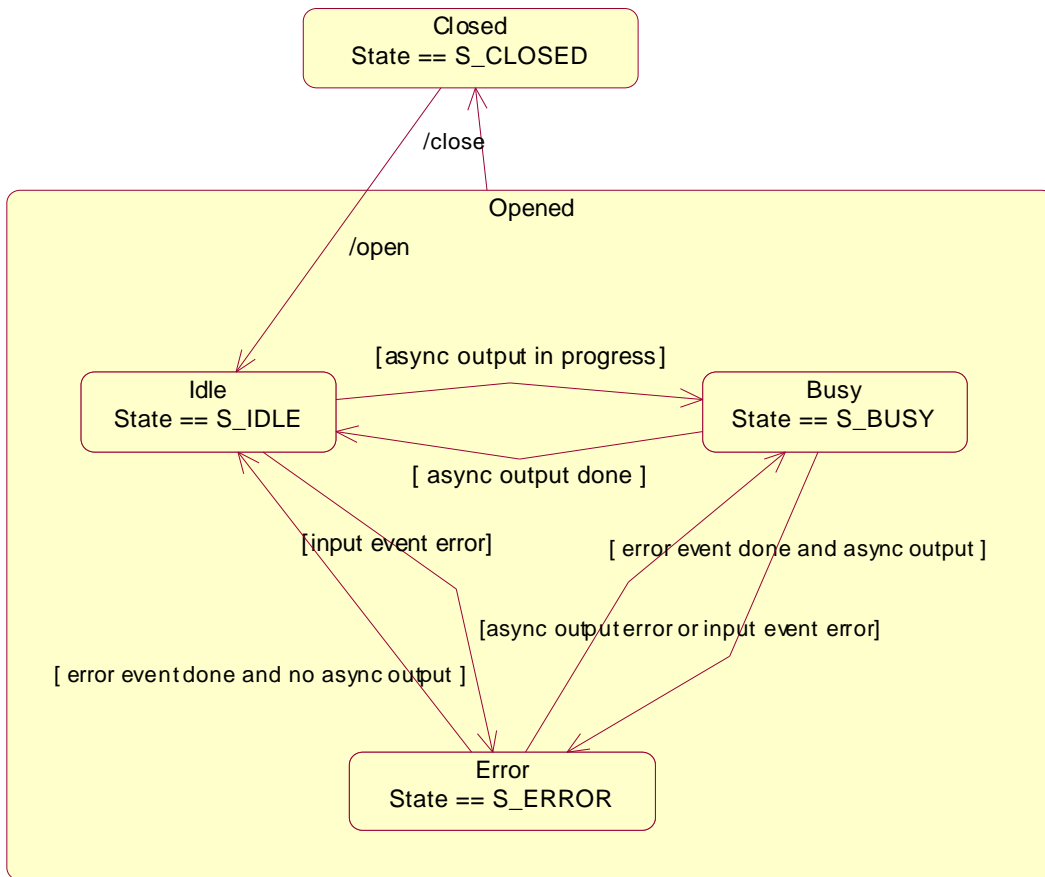 Closed
State == S_CLOSED
/close
Opened
/open
[async output in progress]
Idle
State == S_IDLE
Busy
State == S_BUSY
[ async output done ]
[input event error]
[ error event done and async output ]
[async output error or input event error]
[ error event done and no async output ]
Error
State == S_ERROR